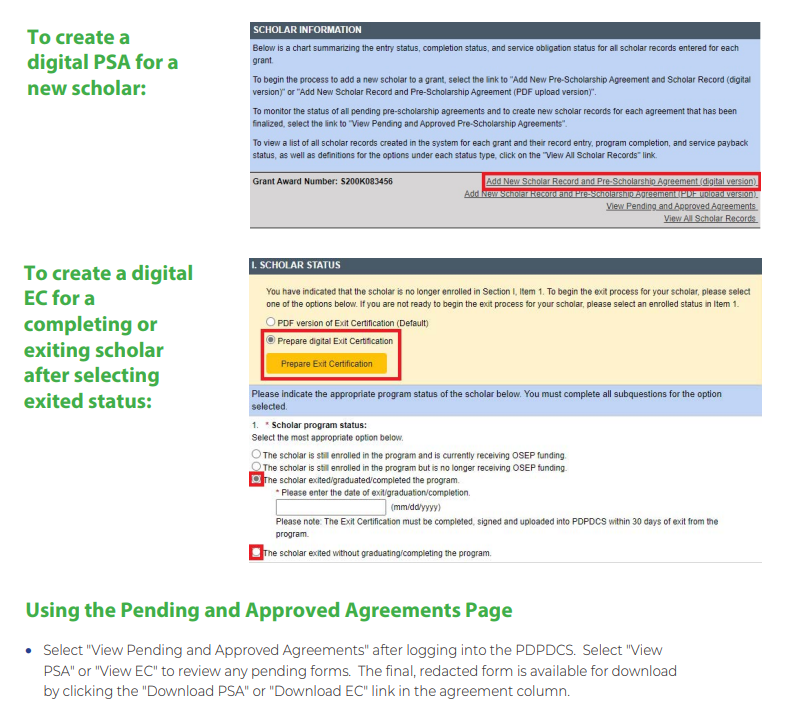 To create a
digital PSA for a
new scholar:
SCHOLAR INFORMATION
Below is a chart summarizing the entry status, completion status, and service obligation status for all scholar records entered for each
grant.
To begin the process to add a new scholar to a grant, select the link to "Add New Pre-Scholarship Agreement and Scholar Record (digital
version)" or "Add New Scholar Record and Pre-Scholarship Agreement (PDF upload version)".
To monitor the status of all pending pre-scholarship agreements and to create new scholar records for each agreement that has been
finalized, select the link to "View Pending and Approved Pre-Scholarship Agreements".
To view a list of all scholar records created in the system for each grant and their record entry, program completion, and service payback
status, as well as definitions for the options under each status type, click on the "View All Scholar Records" link.
Grant Award Number: S200K083456
Add New Scholar Record and Pre-Scholarship Agreement (digital version)
Add New Scholar Record and Pre-Scholarship Agreement (PDF upload version)
View Pending and Approved Agreements
View All Scholar Records
To create a digital
EC for a
completing or
exiting scholar
after selecting
exited status:
I. SCHOLAR STATUS
You have indicated that the scholar is no longer enrolled in Section I, Item 1. To begin the exit process for your scholar, please select
one of the options below. If you are not ready to begin the exit process for your scholar, please select an enrolled status in Item 1.
PDF version of Exit Certification (Default)
Prepare digital Exit Certification
Prepare Exit Certification
Please indicate the appropriate program status of the scholar below. You must complete all subquestions for the option
selected.
1. * Scholar program status:
Select the most appropriate option below.
The scholar is still enrolled in the program and is currently receiving OSEP funding.
The scholar is still enrolled in the program but is no longer receiving OSEP funding.
The scholar exited/graduated/completed the program.
* Please enter the date of exit/graduation/completion.
(mm/dd/yyyy)
Please note: The Exit Certification must be completed, signed and uploaded into PDPDCS within 30 days of exit from the
program.
The scholar exited without graduating/completing the program.
Using the Pending and Approved Agreements Page
• Select "View Pending and Approved Agreements" after logging into the PDPDCS. Select "View
PSA" or "View EC" to review any pending forms. The final, redacted form is available for download
by clicking the "Download PSA" or "Download EC" link in the agreement column.